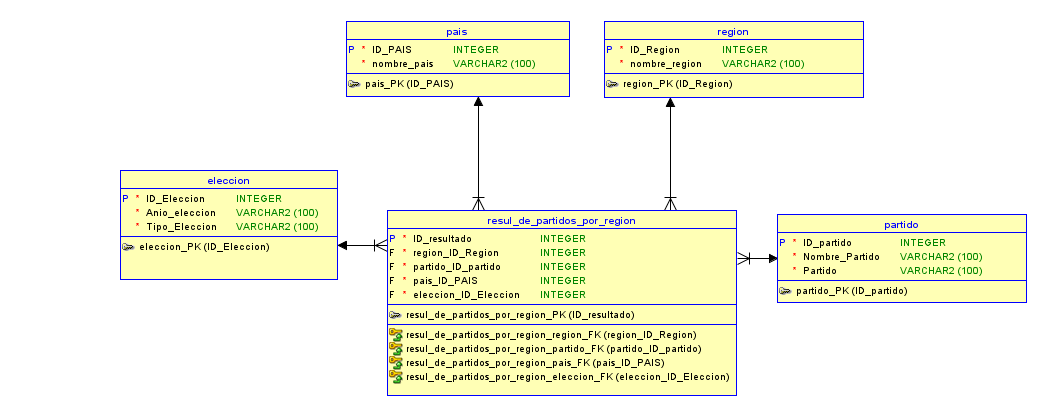 pais
P * ID_PAIS INTEGER
* nombre_pais VARCHAR2 (100)
pais_PK (ID_PAIS)
region
P * ID_Region INTEGER
* nombre_region VARCHAR2 (100)
region_PK (ID_Region)
eleccion
P * ID_Eleccion INTEGER
* Anio_eleccion VARCHAR2 (100)
* Tipo_Eleccion VARCHAR2 (100)
eleccion_PK (ID_Eleccion)
resul_de_partidos_por_region
P * ID_resultado INTEGER
F * region_ID_Region INTEGER
F * partido_ID_partido INTEGER
F * pais_ID_PAIS INTEGER
F * eleccion_ID_Eleccion INTEGER
resul_de_partidos_por_region_PK (ID_resultado)
resul_de_partidos_por_region_region_FK (region_ID_Region)
resul_de_partidos_por_region_partido_FK (partido_ID_partido)
resul_de_partidos_por_region_pais_FK (pais_ID_PAIS)
resul_de_partidos_por_region_eleccion_FK (eleccion_ID_Eleccion)
partido
P * ID_partido INTEGER
* Nombre_Partido VARCHAR2 (100)
* Partido VARCHAR2 (100)
partido_PK (ID_partido)